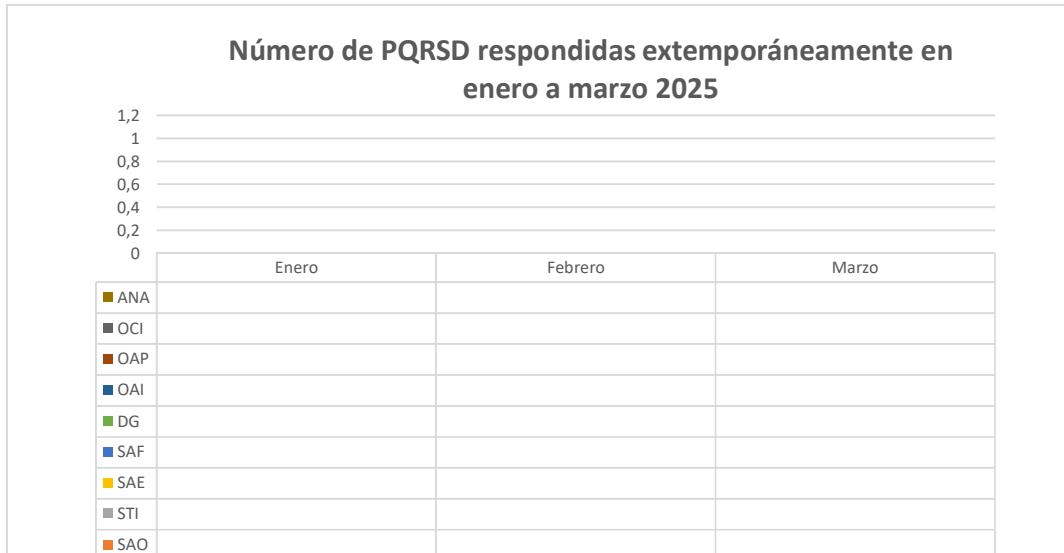 Número de PQRSD respondidas extemporáneamente en
enero a marzo 2025
1,2
1
0,8
0,6
0,4
0,2
0
Enero Febrero Marzo
ANA
OCI
OAP
OAI
DG
SAF
SAE
STI
SAO